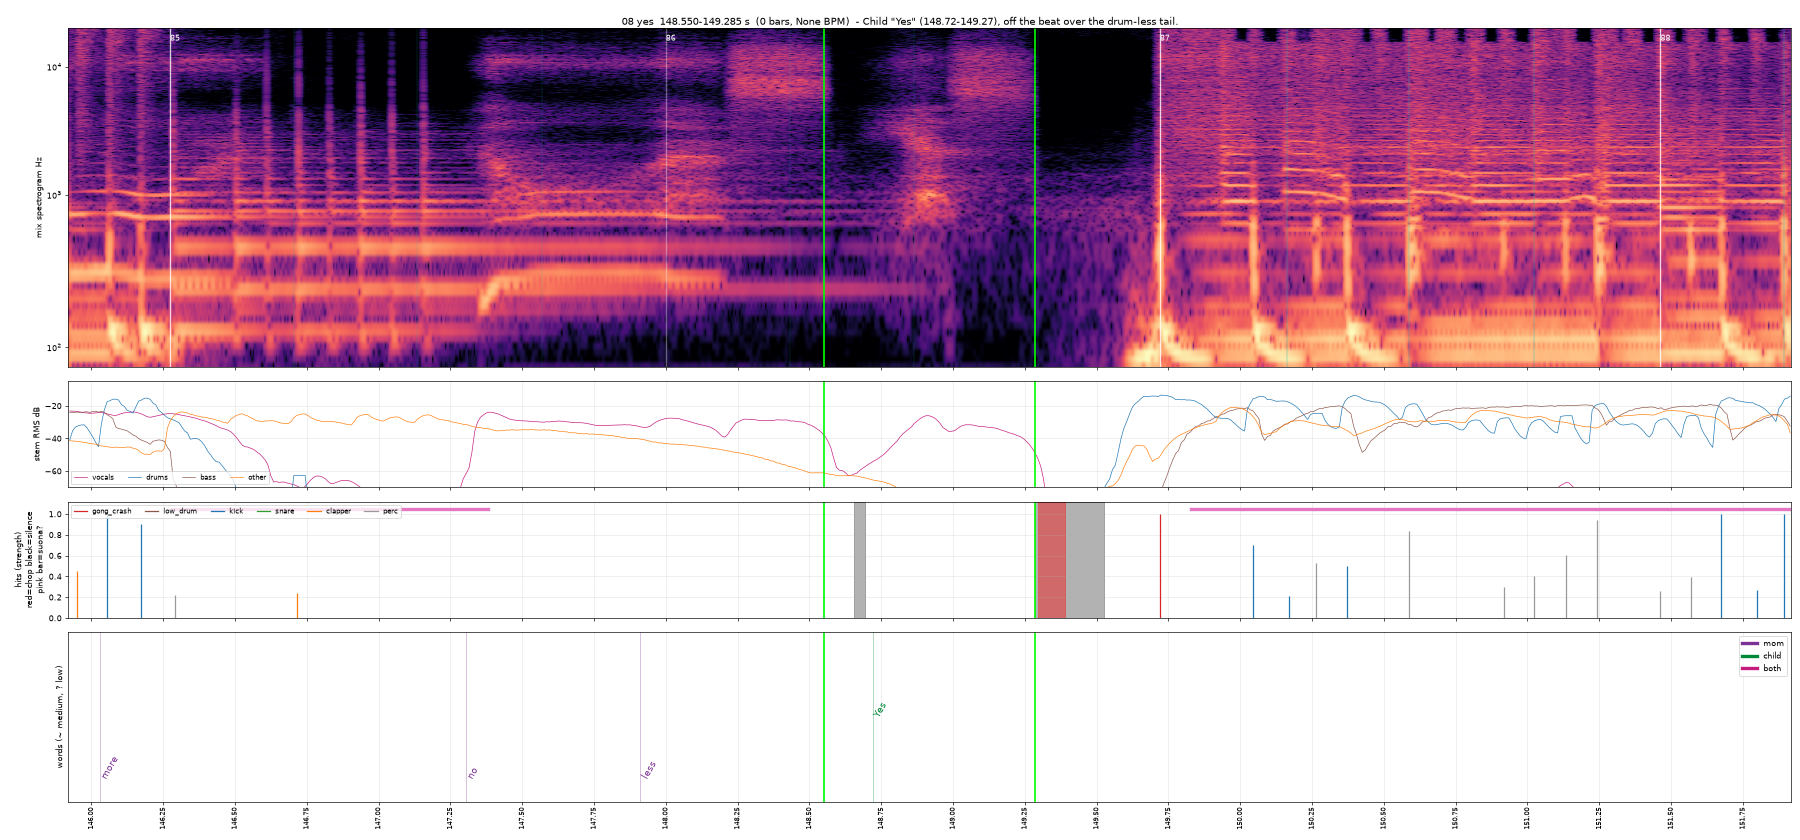 08 yes  148.550-149.285 s  (0 bars, None BPM)  - Child "Yes" (148.72-149.27), off the beat over the drum-less tail.
mix spectrogram Hz
10⁴
10³
10²
85
86
87
88
stem RMS dB
−20
−40
−60
vocals
drums
bass
other
hits (strength)
red=chop black=silence
pink bar=suona?
1.0
0.8
0.6
0.4
0.2
0.0
gong_crash
low_drum
kick
snare
clapper
perc
words (~ medium, ? low)
more
no
less
Yes
mom
child
both
146.00
146.25
146.50
146.75
147.00
147.25
147.50
147.75
148.00
148.25
148.50
148.75
149.00
149.25
149.50
149.75
150.00
150.25
150.50
150.75
151.00
151.25
151.50
151.75